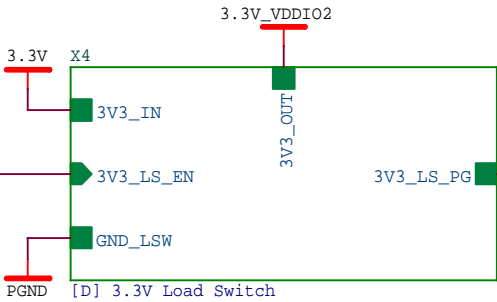 3.3V_VDDIO2
3.3V
X4
3V3_IN
3V3_OUT
3V3_LS_EN
3V3_LS_PG
GND_LSW
PGND
[D] 3.3V Load Switch